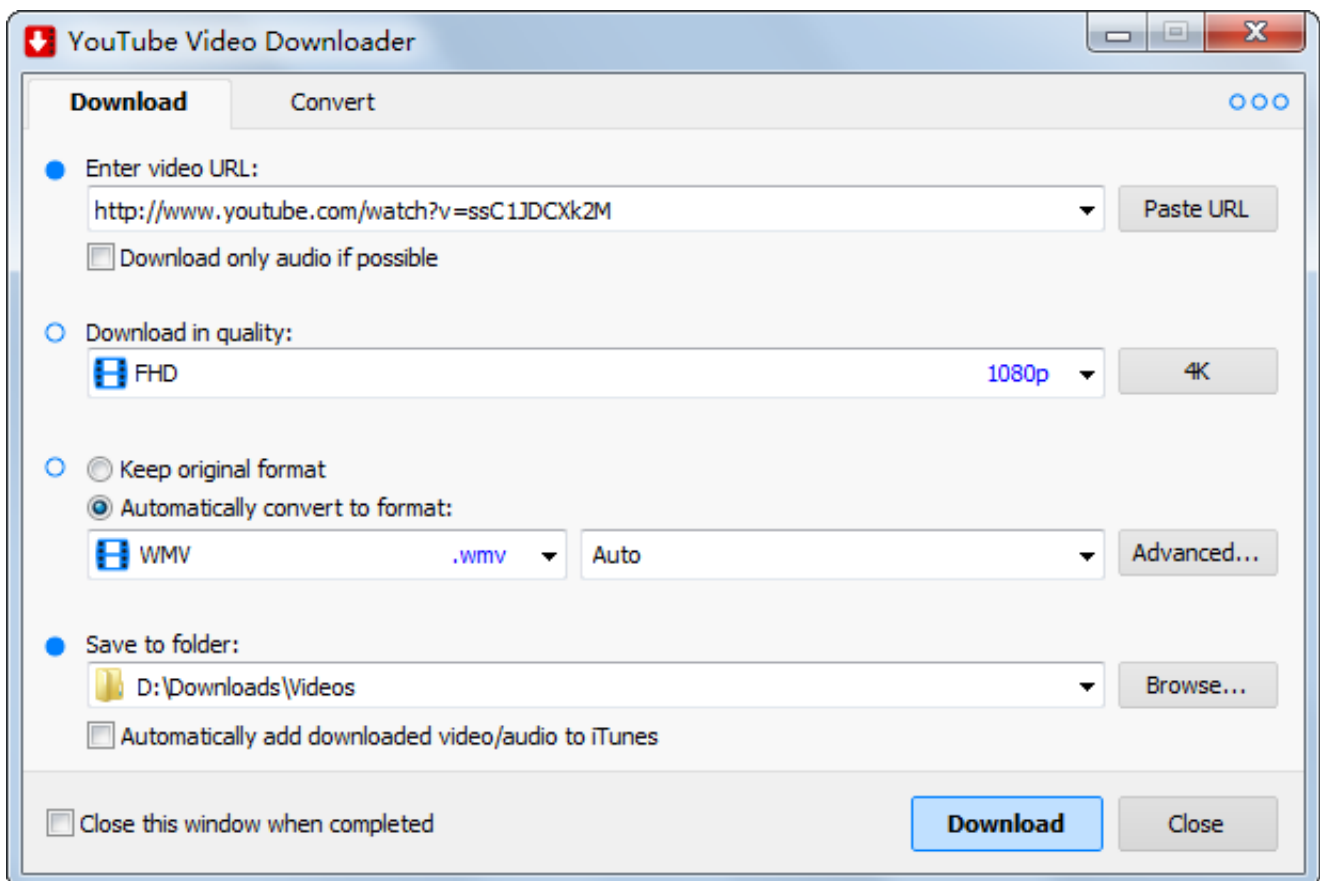 YouTube Video Downloader
Download Convert
Enter video URL:
http://www.youtube.com/watch?v=ssC1JDCXk2M Paste URL
Download only audio if possible
Download in quality:
FHD 1080p 4K
Keep original format
Automatically convert to format:
WMV .wmv Auto Advanced...
Save to folder:
D:\Downloads\Videos Browse...
Automatically add downloaded video/audio to iTunes
Close this window when completed Download Close